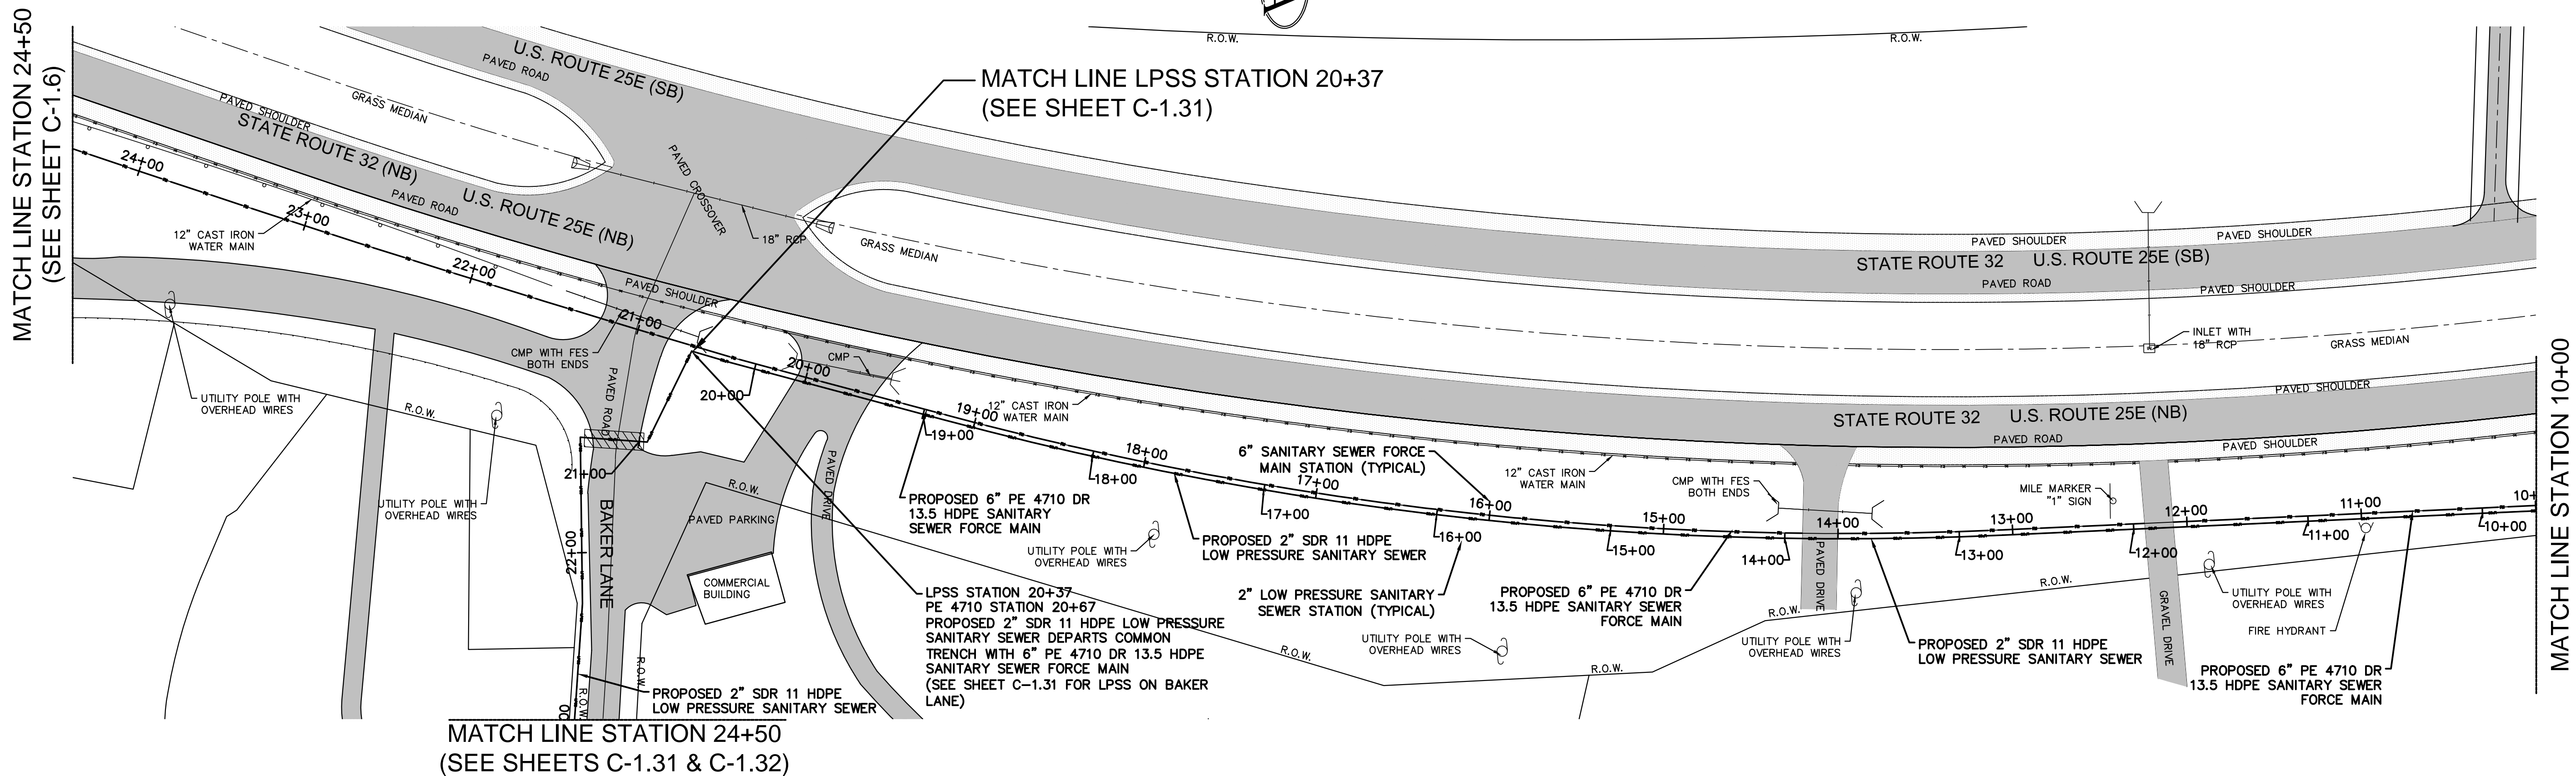 MATCH LINE STATION 24+50
(SEE SHEET C-1.6)
U.S. ROUTE 25E (SB)
PAVED ROAD
GRASS MEDIAN
PAVED SHOULDER
STATE ROUTE 32 (NB)
U.S. ROUTE 25E (NB)
PAVED ROAD
24+00
23+00
22+00
21+00
20+00
12" CAST IRON
WATER MAIN
MATCH LINE LPSS STATION 20+37
(SEE SHEET C-1.31)
PAVED CROSSOVER
18" RCP
GRASS MEDIAN
PAVED SHOULDER
CMP WITH FES
BOTH ENDS
CMP
PAVED ROAD
20+00
UTILITY POLE WITH
OVERHEAD WIRES
R.O.W.
UTILITY POLE WITH
OVERHEAD WIRES
21+00
22+00
BAKER LANE
PAVED PARKING
COMMERCIAL
BUILDING
R.O.W.
PAVED DRIVE
R.O.W.
R.O.W.
00
PROPOSED 2" SDR 11 HDPE
LOW PRESSURE SANITARY SEWER
MATCH LINE STATION 24+50
(SEE SHEETS C-1.31 & C-1.32)
R.O.W.
R.O.W.
PAVED SHOULDER
PAVED SHOULDER
STATE ROUTE 32 U.S. ROUTE 25E (SB)
PAVED ROAD
PAVED SHOULDER
INLET WITH
18" RCP
GRASS MEDIAN
PAVED SHOULDER
STATE ROUTE 32 U.S. ROUTE 25E (NB)
PAVED ROAD
PAVED SHOULDER
19+00
12" CAST IRON
WATER MAIN
19+00
18+00
18+00
17+00
17+00
16+00
16+00
15+00
15+00
14+00
14+00
13+00
13+00
12+00
12+00
11+00
11+00
10+
10+00
6" SANITARY SEWER FORCE
MAIN STATION (TYPICAL)
12" CAST IRON
WATER MAIN
CMP WITH FES
BOTH ENDS
MILE MARKER
"1" SIGN
PROPOSED 6" PE 4710 DR
13.5 HDPE SANITARY
SEWER FORCE MAIN
UTILITY POLE WITH
OVERHEAD WIRES
PROPOSED 2" SDR 11 HDPE
LOW PRESSURE SANITARY SEWER
LPSS STATION 20+37
PE 4710 STATION 20+67
PROPOSED 2" SDR 11 HDPE LOW PRESSURE
SANITARY SEWER DEPARTS COMMON
TRENCH WITH 6" PE 4710 DR 13.5 HDPE
SANITARY SEWER FORCE MAIN
(SEE SHEET C-1.31 FOR LPSS ON BAKER
LANE)
2" LOW PRESSURE SANITARY
SEWER STATION (TYPICAL)
UTILITY POLE WITH
OVERHEAD WIRES
R.O.W.
R.O.W.
PROPOSED 6" PE 4710 DR
13.5 HDPE SANITARY SEWER
FORCE MAIN
R.O.W.
PAVED DRIVE
UTILITY POLE WITH
OVERHEAD WIRES
R.O.W.
PROPOSED 2" SDR 11 HDPE
LOW PRESSURE SANITARY SEWER
GRAVEL DRIVE
UTILITY POLE WITH
OVERHEAD WIRES
FIRE HYDRANT
PROPOSED 6" PE 4710 DR
13.5 HDPE SANITARY SEWER
FORCE MAIN
MATCH LINE STATION 10+00